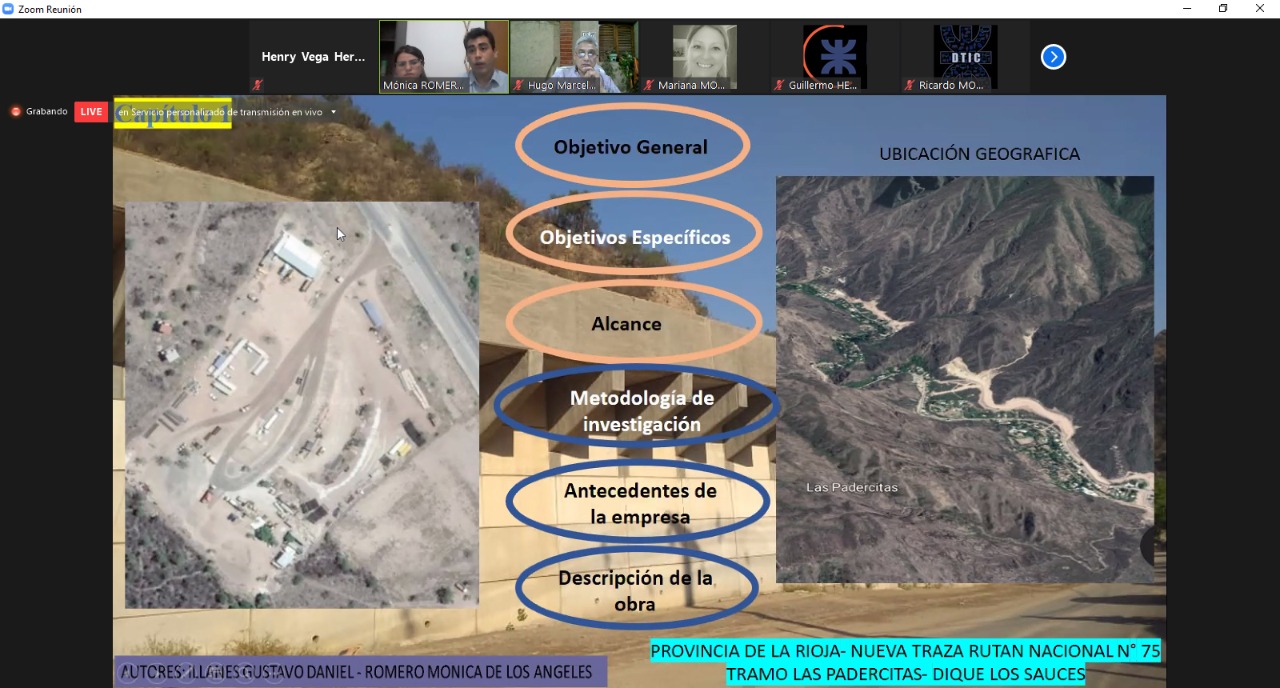 Zoom Reunión
Henry Vega Her...
Mónica ROMER...
Hugo Marcel...
Mariana MO...
Guillermo HE...
DTIC
Ricardo MO...
Grabando
LIVE
en Servicio personalizado de transmisión en vivo
Capítulo 1
Objetivo General
Objetivos Específicos
Alcance
Metodología de
investigación
Antecedentes de
la empresa
Descripción de la
obra
UBICACIÓN GEOGRAFICA
Las Padercitas
AUTORES: ILLANES GUSTAVO DANIEL - ROMERO MONICA DE LOS ANGELES
PROVINCIA DE LA RIOJA- NUEVA TRAZA RUTAN NACIONAL N° 75
TRAMO LAS PADERCITAS- DIQUE LOS SAUCES